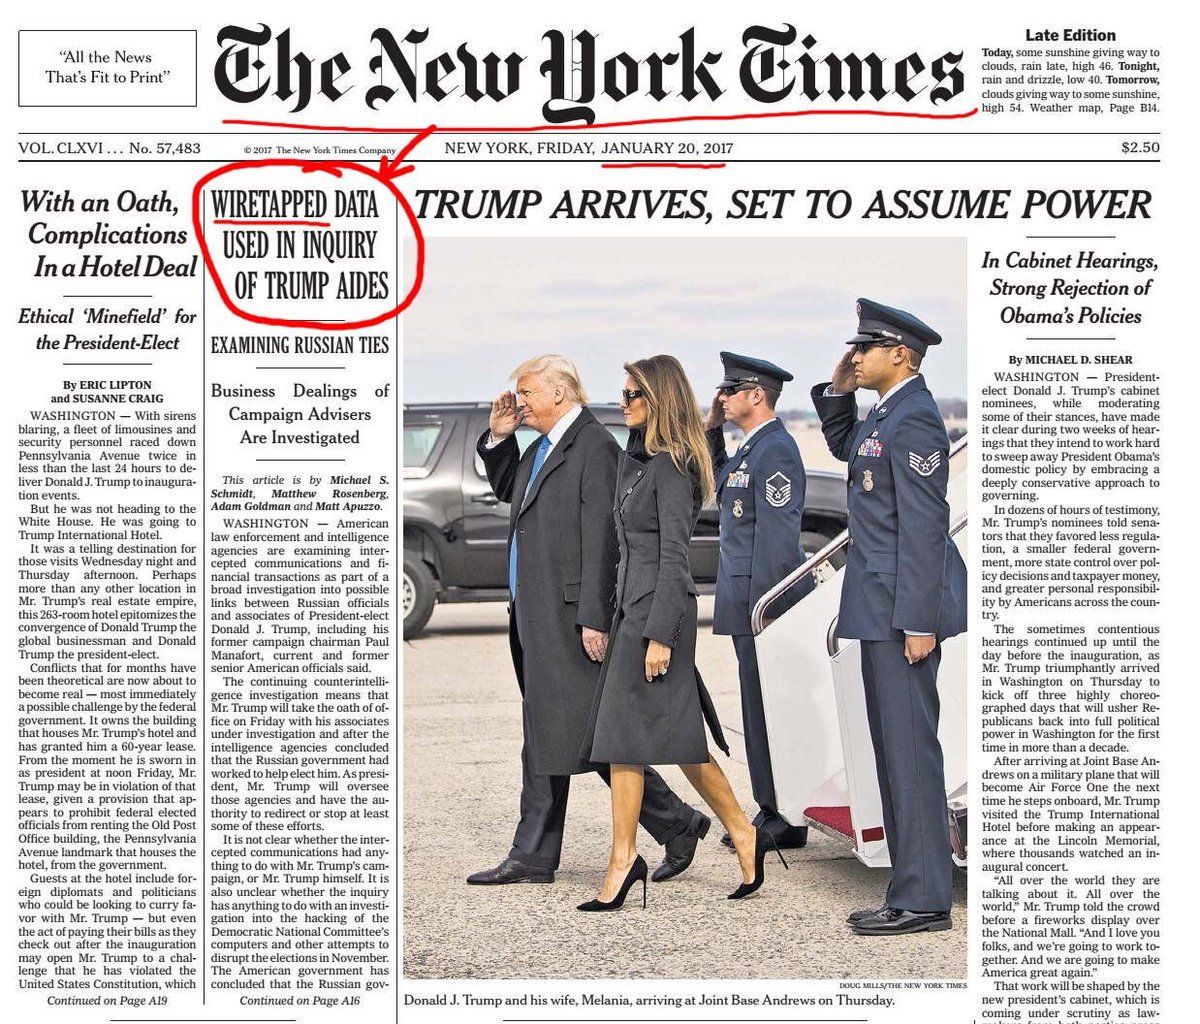 "All the News
That's Fit to Print"
The New York Times
Late Edition
Today, some sunshine giving way to
clouds, rain late, high 46. Tonight,
rain and drizzle, low 40. Tomorrow,
clouds giving way to some sunshine,
high 54. Weather map, Page B14.
VOL. CLXVI . . . No. 57,483
© 2017 The New York Times Company
NEW YORK, FRIDAY, JANUARY 20, 2017
$2.50
With an Oath,
Complications
In a Hotel Deal
Ethical 'Minefield' for
the President-Elect
By ERIC LIPTON
and SUSANNE CRAIG
WASHINGTON — With sirens
blaring, a fleet of limousines and
security personnel raced down
Pennsylvania Avenue twice in
less than the last 24 hours to de-
liver Donald J. Trump to inaugura-
tion events.
But he was not heading to the
White House. He was going to
Trump International Hotel.
It was a telling destination for
those visits Wednesday night and
Thursday afternoon. Perhaps
more than any other location in
Mr. Trump's real estate empire,
this 263-room hotel epitomizes the
convergence of Donald Trump the
global businessman and Donald
Trump the president-elect.
Conflicts that for months have
been theoretical are now about to
become real — most immediately
a possible challenge by the federal
government. It owns the building
that houses Mr. Trump's hotel and
has granted him a 60-year lease.
From the moment he is sworn in
as president at noon Friday, Mr.
Trump may be in violation of that
lease, given a provision that ap-
pears to prohibit federal elected
officials from renting the Old Post
Office building, the Pennsylvania
Avenue landmark that houses the
hotel, from the government.
Guests at the hotel include for-
eign diplomats and politicians
who could be looking to curry fa-
vor with Mr. Trump — but even
the act of paying their bills as they
check out after the inauguration
may open Mr. Trump to a chal-
lenge that he has violated the
United States Constitution, which
Continued on Page A19
WIRETAPPED DATA
USED IN INQUIRY
OF TRUMP AIDES
EXAMINING RUSSIAN TIES
Business Dealings of
Campaign Advisers
Are Investigated
This article is by Michael S.
Schmidt, Matthew Rosenberg,
Adam Goldman and Matt Apuzzo.
WASHINGTON — American
law enforcement and intelligence
agencies are examining inter-
cepted communications and fi-
nancial transactions as part of a
broad investigation into possible
links between Russian officials
and associates of President-elect
Donald J. Trump, including his
former campaign chairman Paul
Manafort, current and former
senior American officials said.
The continuing counterintelli-
gence investigation means that
Mr. Trump will take the oath of of-
fice on Friday with his associates
under investigation and after the
intelligence agencies concluded
that the Russian government had
worked to help elect him. As presi-
dent, Mr. Trump will oversee
those agencies and have the au-
thority to redirect or stop at least
some of these efforts.
It is not clear whether the inter-
cepted communications had any-
thing to do with Mr. Trump's cam-
paign, or Mr. Trump himself. It is
also unclear whether the inquiry
has anything to do with an investi-
gation into the hacking of the
Democratic National Committee's
computers and other attempts to
disrupt the elections in November.
The American government has
concluded that the Russian gov-
Continued on Page A16
TRUMP ARRIVES, SET TO ASSUME POWER
DOUG MILLS/THE NEW YORK TIMES
Donald J. Trump and his wife, Melania, arriving at Joint Base Andrews on Thursday.
In Cabinet Hearings,
Strong Rejection of
Obama's Policies
By MICHAEL D. SHEAR
WASHINGTON — President-
elect Donald J. Trump's cabinet
nominees, while moderating
some of their stances, have made
it clear during two weeks of hear-
ings that they intend to work hard
to sweep away President Obama's
domestic policy by embracing a
deeply conservative approach to
governing.
In dozens of hours of testimony,
Mr. Trump's nominees told sena-
tors that they favored less regula-
tion, a smaller federal govern-
ment, more state control over pol-
icy decisions and taxpayer money,
and greater personal responsibil-
ity by Americans across the coun-
try.
The sometimes contentious
hearings continued up until the
day before the inauguration, as
Mr. Trump triumphantly arrived
in Washington on Thursday to
kick off three highly choreo-
graphed days that will usher Re-
publicans back into full political
power in Washington for the first
time in more than a decade.
After arriving at Joint Base An-
drews on a military plane that will
become Air Force One the next
time he steps onboard, Mr. Trump
visited the Trump International
Hotel before making an appear-
ance at the Lincoln Memorial,
where thousands watched an in-
augural concert.
"All over the world they are
talking about it. All over the
world," Mr. Trump told the crowd
before a fireworks display over
the National Mall. "And I love you
folks, and we're going to work to-
gether. And we are going to make
America great again."
That work will be shaped by the
new president's cabinet, which is
coming under scrutiny as law-